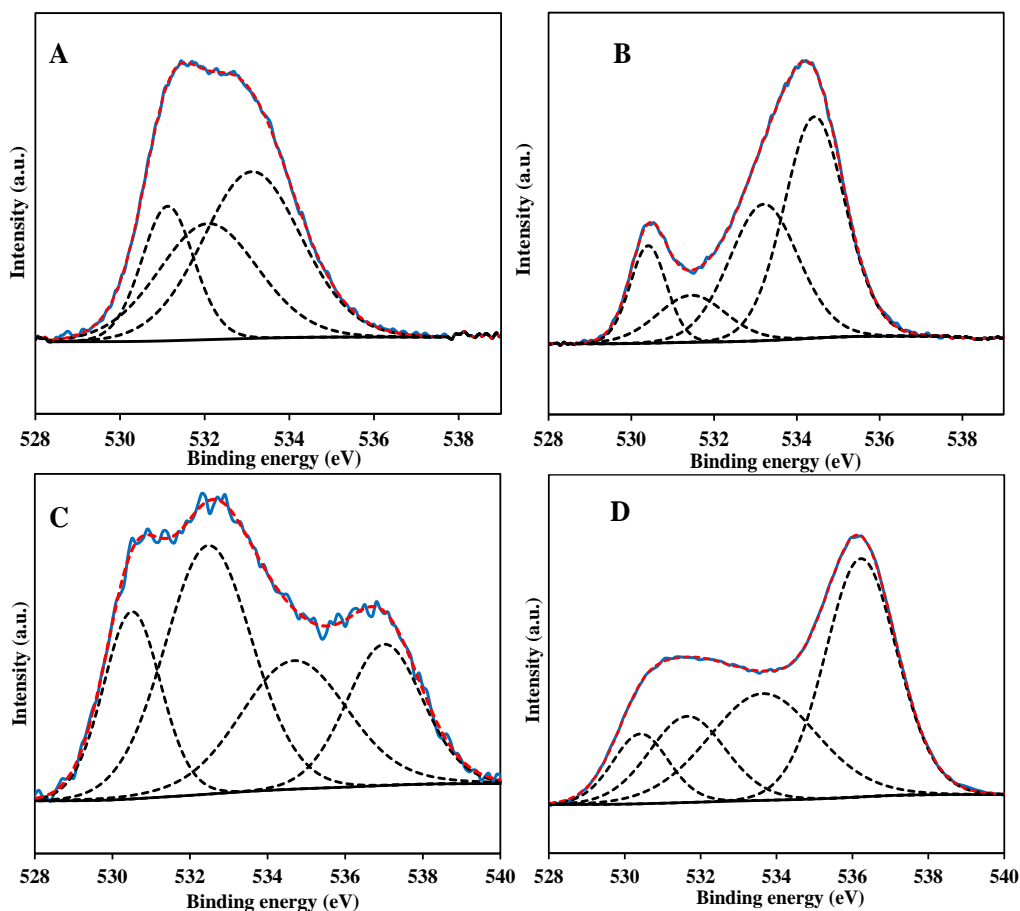 A
B
Intensity (a.u.)
Intensity (a.u.)
528 530 532 534 536 538
528 530 532 534 536 538
Binding energy (eV)
Binding energy (eV)
C
D
Intensity (a.u.)
Intensity (a.u.)
528 530 532 534 536 538 540
528 530 532 534 536 538 540
Binding energy (eV)
Binding energy (eV)